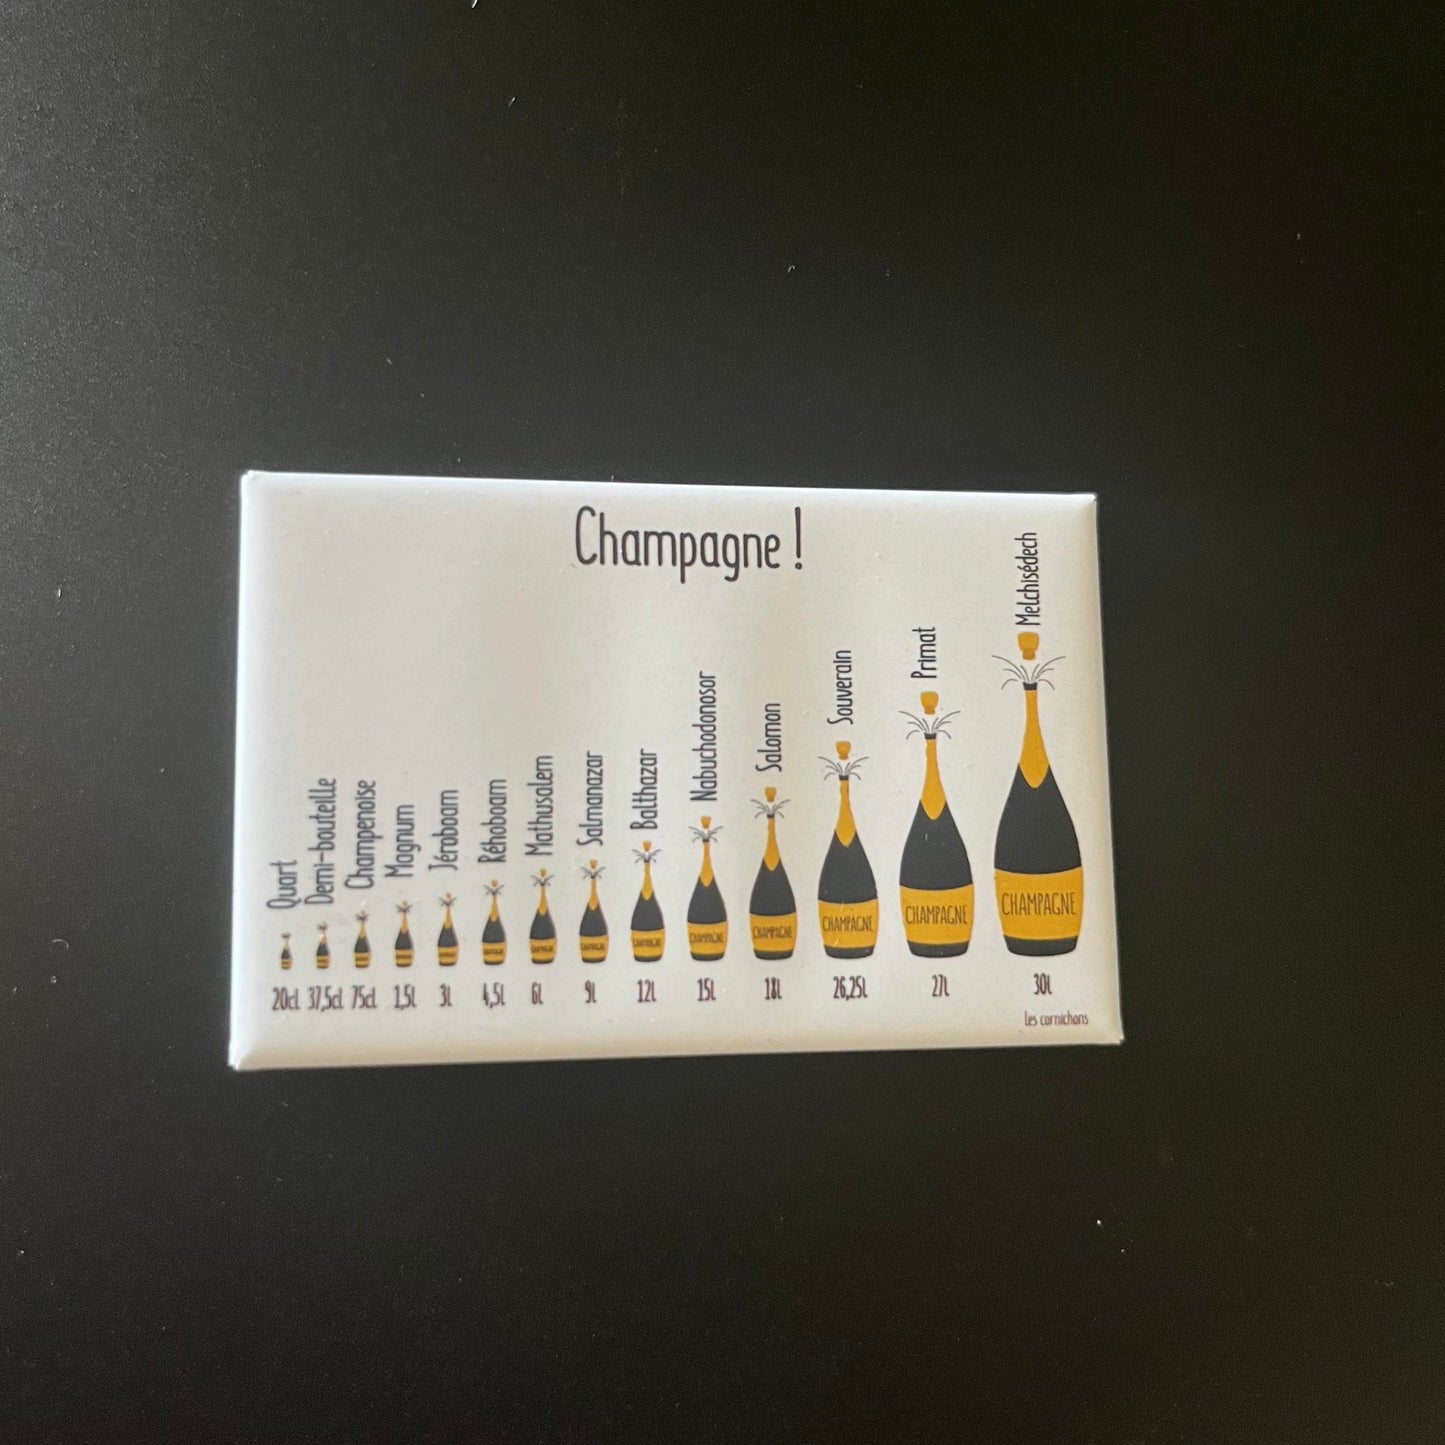 Champagne !
Quart
Demi-bouteille
Champenoise
Magnum
Jéroboam
Réhoboam
Mathusalem
Salmanazar
Balthazar
Nabuchodonosor
Salomon
Souverain
Primat
Melchisédech
CHAMPAGNE
CHAMPAGNE
CHAMPAGNE
CHAMPAGNE
CHAMPAGNE
CHAMPAGNE
20cl 37,5cl 75cl 1,5l 3l 4,5l 6l 9l 12l 15l 18l 26,25l 27l 30l
les cornichons